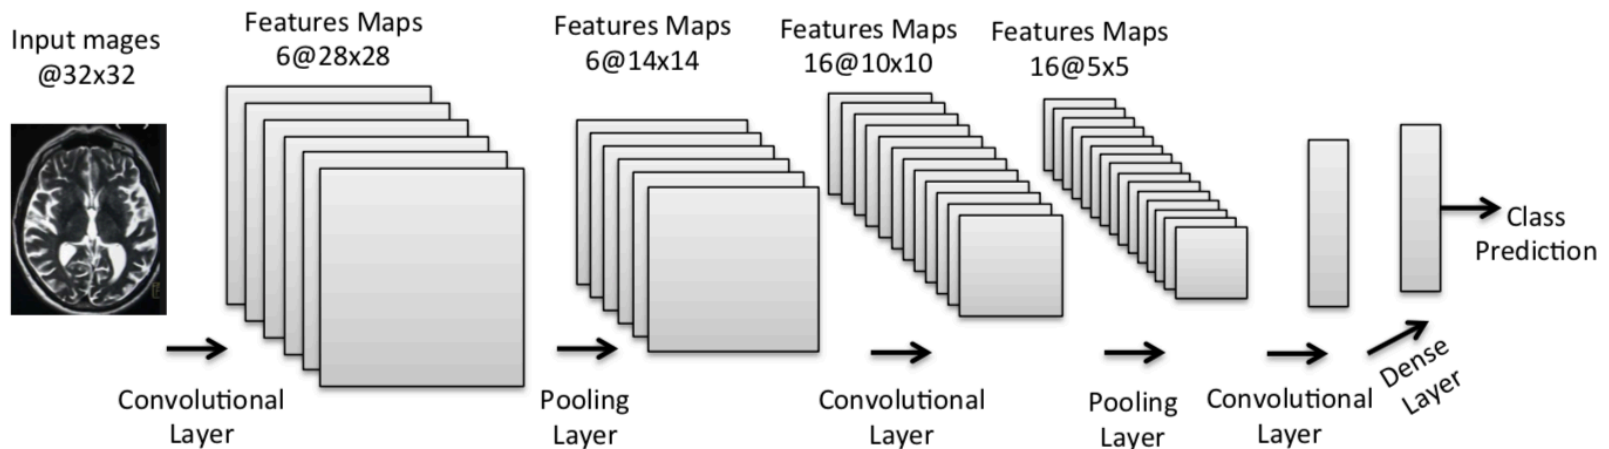 Input mages
@32x32
Features Maps
6@28x28
Features Maps
6@14x14
Features Maps
16@10x10
Features Maps
16@5x5
Class
Prediction
Convolutional
Layer
Pooling
Layer
Convolutional
Layer
Pooling
Layer
Convolutional
Layer
Dense
Layer